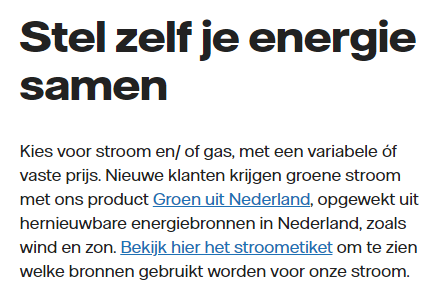 Stel zelf je energie
samen
Kies voor stroom en/ of gas, met een variabele óf
vaste prijs. Nieuwe klanten krijgen groene stroom
met ons product Groen uit Nederland, opgewekt uit
hernieuwbare energiebronnen in Nederland, zoals
wind en zon. Bekijk hier het stroometiket om te zien
welke bronnen gebruikt worden voor onze stroom.